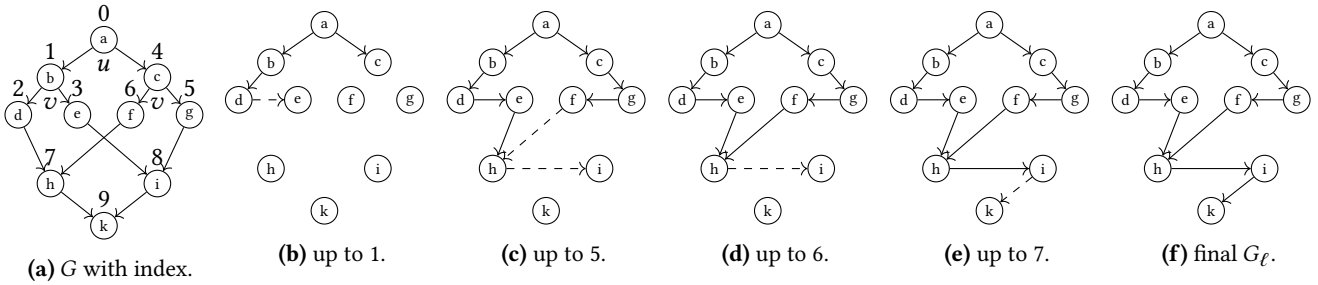 0
a
u
1
4
b
c
2
v
3
6
v
5
d
e
f
g
7
8
h
i
9
k
(a) G with index.
a
b
c
d
e
f
g
h
i
k
(b) up to 1.
a
b
c
d
e
f
g
h
i
k
(c) up to 5.
a
b
c
d
e
f
g
h
i
k
(d) up to 6.
a
b
c
d
e
f
g
h
i
k
(e) up to 7.
a
b
c
d
e
f
g
h
i
k
(f) final Gℓ.